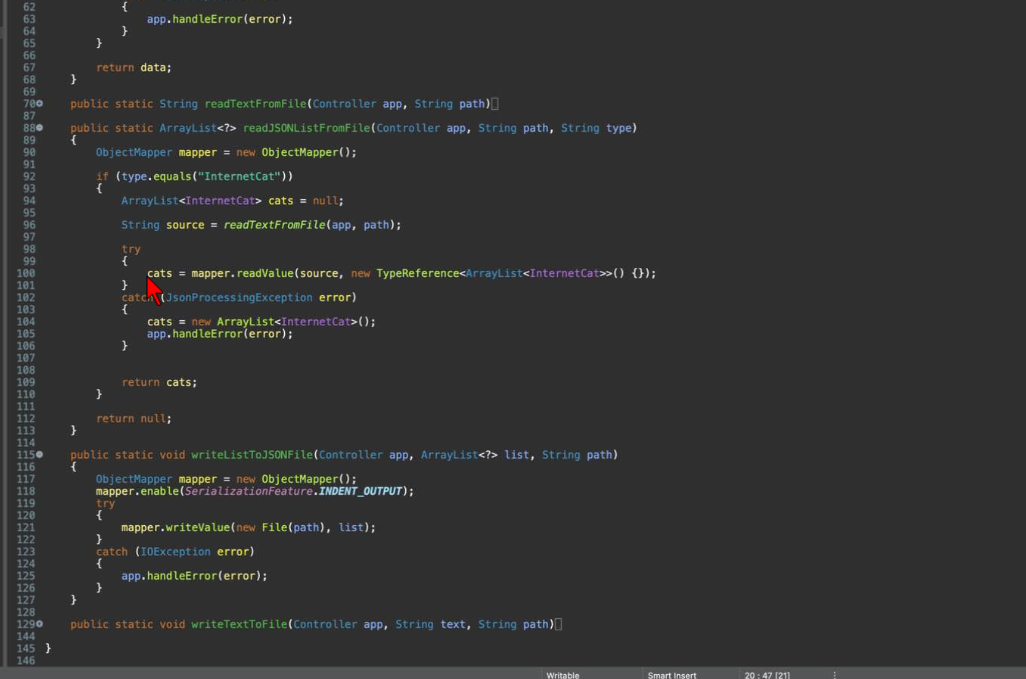 62 {
63 app.handleError(error);
64 }
65 }
66
67 return data;
68 }
69
70 public static String readTextFromFile(Controller app, String path)
87
88 public static ArrayList<?> readJSONListFromFile(Controller app, String path, String type)
89 {
90 ObjectMapper mapper = new ObjectMapper();
91
92 if (type.equals("InternetCat"))
93 {
94 ArrayList<InternetCat> cats = null;
95
96 String source = readTextFromFile(app, path);
97
98 try
99 {
100 cats = mapper.readValue(source, new TypeReference<ArrayList<InternetCat>>() {});
101 }
102 catch (JsonProcessingException error)
103 {
104 cats = new ArrayList<InternetCat>();
105 app.handleError(error);
106 }
107
108
109 return cats;
110 }
111
112 return null;
113 }
114
115 public static void writeListToJSONFile(Controller app, ArrayList<?> list, String path)
116 {
117 ObjectMapper mapper = new ObjectMapper();
118 mapper.enable(SerializationFeature.INDENT_OUTPUT);
119 try
120 {
121 mapper.writeValue(new File(path), list);
122 }
123 catch (IOException error)
124 {
125 app.handleError(error);
126 }
127 }
128
129 public static void writeTextToFile(Controller app, String text, String path)
144
145 }
146
Writable Smart Insert 20 : 47 [21]